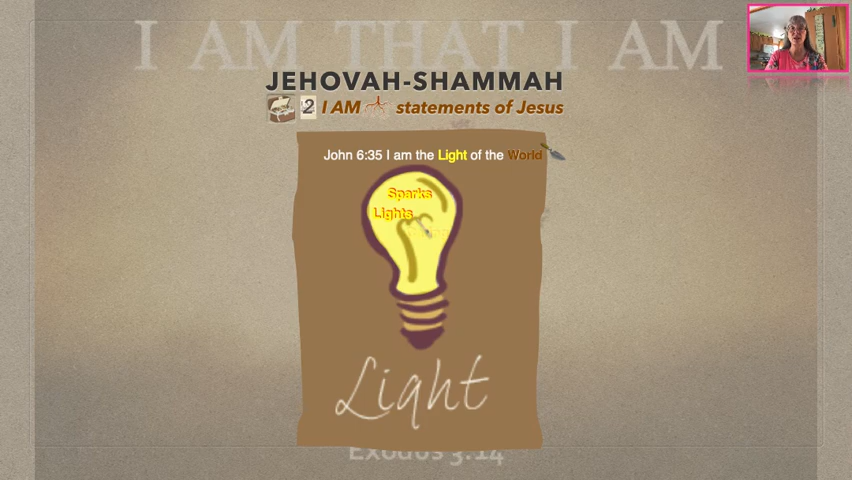 I AM THAT I AM
JEHOVAH-SHAMMAH
2 I AM statements of Jesus
John 6:35 I am the Light of the World
Sparks
Lights
Light
Exodus 3:14